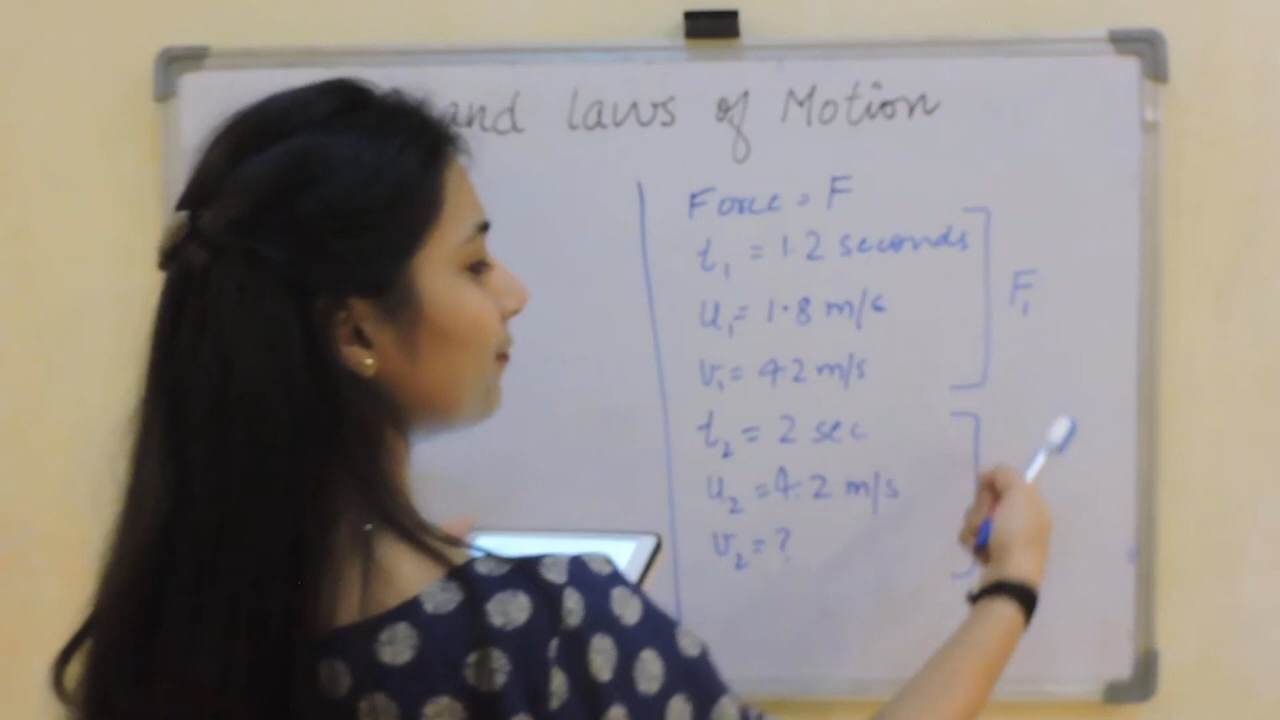 and laws of Motion
Force = F
t₁ = 1.2 seconds
u₁ = 1.8 m/s
v₁ = 4.2 m/s
F₁
t₂ = 2 sec
u₂ = 4.2 m/s
v₂ = ?